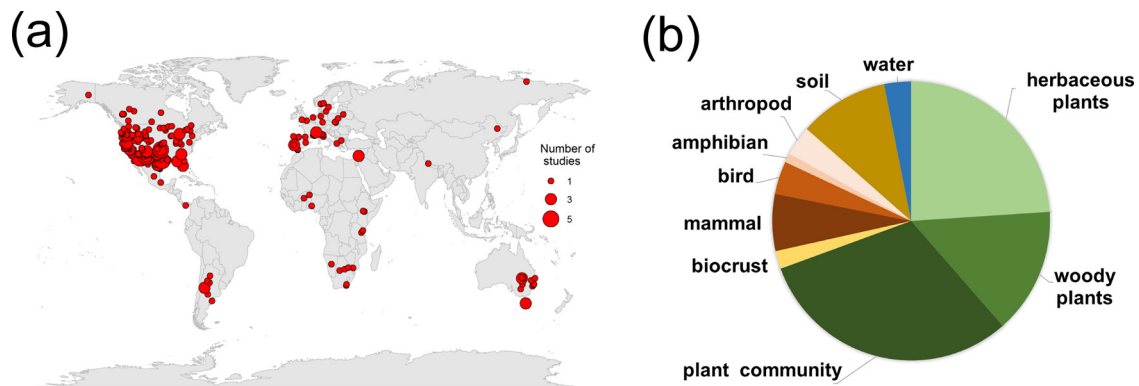 (a)
Number of
studies
1
3
5
(b)
water
soil
arthropod
amphibian
bird
mammal
biocrust
plant community
herbaceous
plants
woody
plants